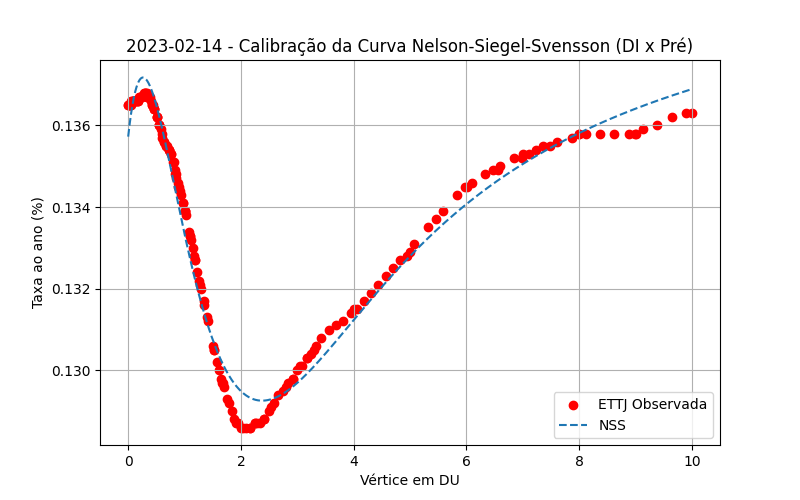 2023-02-14 - Calibração da Curva Nelson-Siegel-Svensson (DI x Pré)
Taxa ao ano (%)
0.136
0.134
0.132
0.130
0 2 4 6 8 10
Vértice em DU
ETTJ Observada
NSS